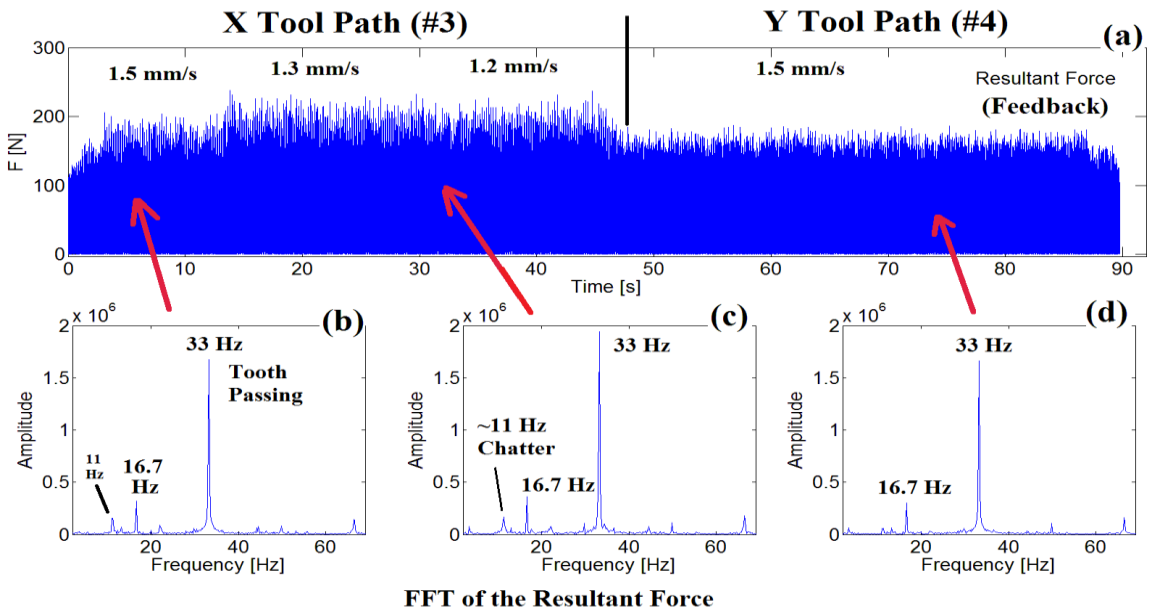 X Tool Path (#3)
Y Tool Path (#4)
(a)
1.5 mm/s
1.3 mm/s
1.2 mm/s
1.5 mm/s
Resultant Force
(Feedback)
F [N]
300
200
100
0
0 10 20 30 40 50 60 70 80 90
Time [s]
(b)
2 x 10^6
1.5
1
0.5
0
Amplitude
33 Hz
Tooth
Passing
11
Hz
16.7
Hz
20 40 60
Frequency [Hz]
(c)
2 x 10^6
1.5
1
0.5
0
Amplitude
33 Hz
~11 Hz
Chatter
16.7 Hz
20 40 60
Frequency [Hz]
(d)
2 x 10^6
1.5
1
0.5
0
Amplitude
33 Hz
16.7 Hz
20 40 60
Frequency [Hz]
FFT of the Resultant Force